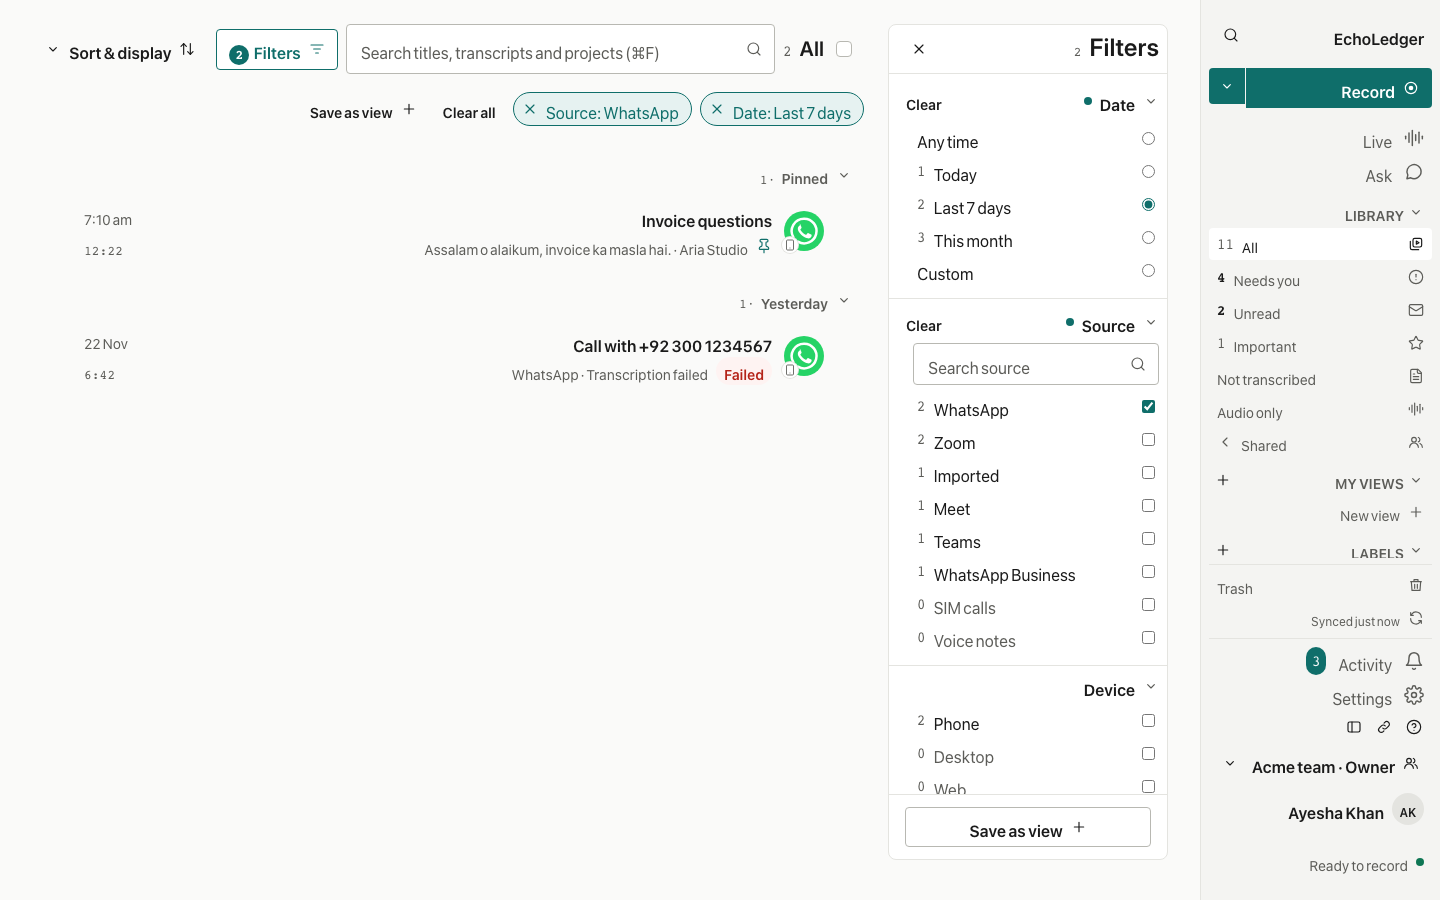 EchoLedger
Record
Live
Ask
LIBRARY
All 11
Needs you 4
Unread 2
Important 1
Not transcribed
Audio only
Shared
MY VIEWS
New view
LABELS
Trash
Synced just now
Activity 3
Settings
Acme team · Owner
AK Ayesha Khan
Ready to record
Filters 2
Date Clear
Any time
Today 1
Last 7 days 2
This month 3
Custom
Source Clear
Search source
WhatsApp 2
Zoom 2
Imported 1
Meet 1
Teams 1
WhatsApp Business 1
SIM calls 0
Voice notes 0
Device
Phone 2
Desktop 0
Web 0
Save as view
All 2
Search titles, transcripts and projects (⌘F)
Filters 2
Sort & display
Date: Last 7 days
Source: WhatsApp
Clear all
Save as view
Pinned · 1
Invoice questions
7:10 am
Assalam o alaikum, invoice ka masla hai. · Aria Studio
12:22
Yesterday · 1
Call with +92 300 1234567
22 Nov
Failed
WhatsApp · Transcription failed
6:42